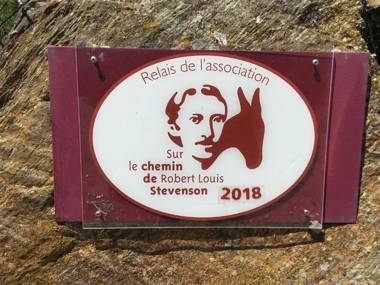 Relais de l'association
Sur
le chemin
de Robert Louis
Stevenson 2018